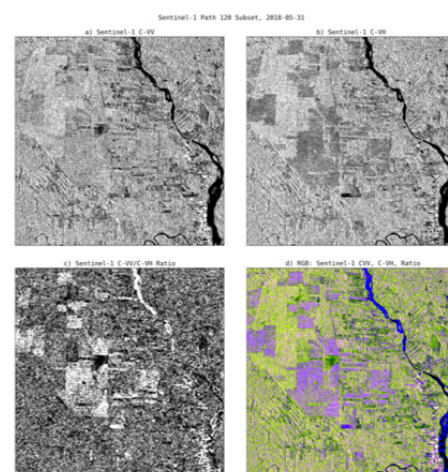 Sentinel-1 Path 120 Subset, 2018-05-31
a) Sentinel-1 C-VV
b) Sentinel-1 C-VH
c) Sentinel-1 C-VV/C-VH Ratio
d) RGB: Sentinel-1 CVV, C-VH, Ratio